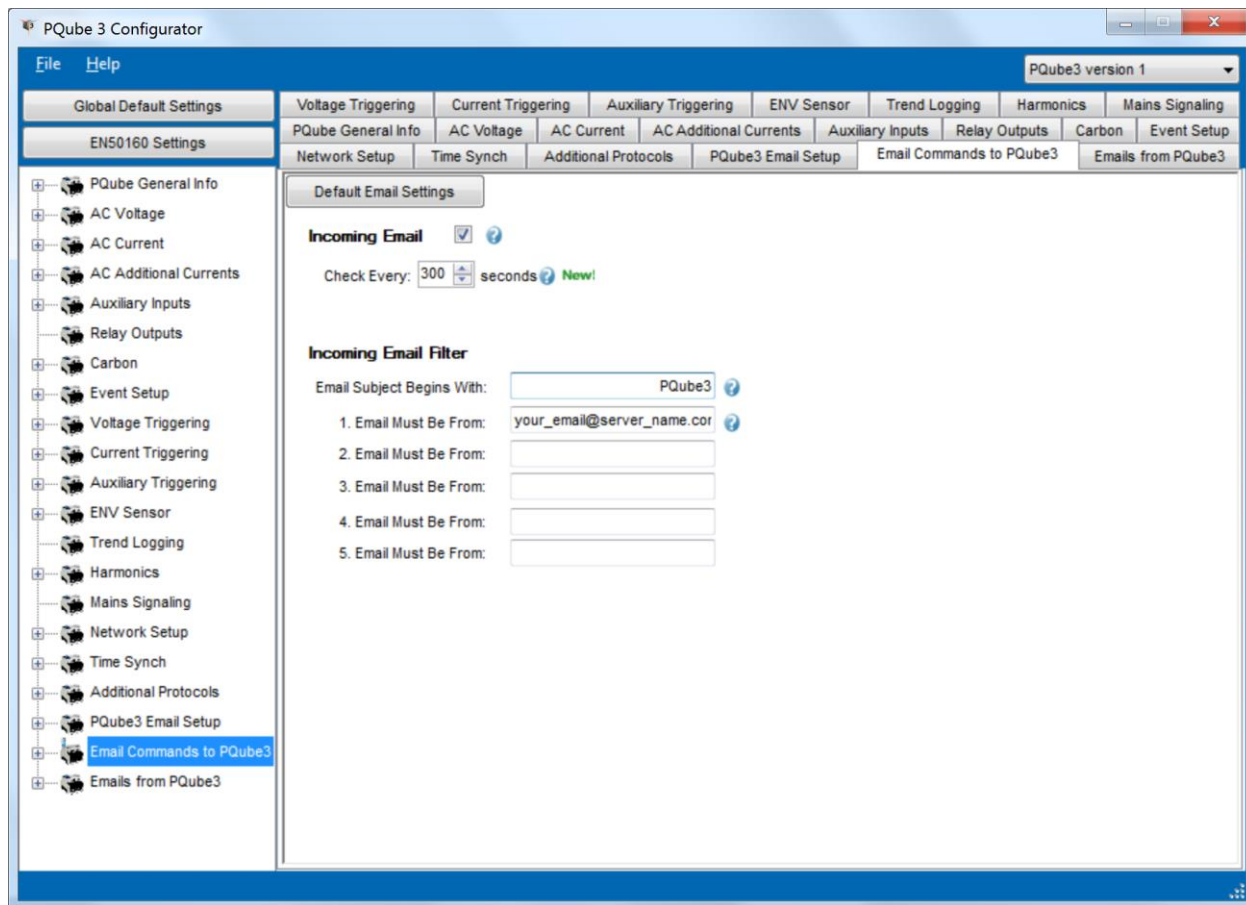 PQube 3 Configurator
File Help
PQube3 version 1
Global Default Settings
EN50160 Settings
Voltage Triggering Current Triggering Auxiliary Triggering ENV Sensor Trend Logging Harmonics Mains Signaling
PQube General Info AC Voltage AC Current AC Additional Currents Auxiliary Inputs Relay Outputs Carbon Event Setup
Network Setup Time Synch Additional Protocols PQube3 Email Setup Email Commands to PQube3 Emails from PQube3
PQube General Info
AC Voltage
AC Current
AC Additional Currents
Auxiliary Inputs
Relay Outputs
Carbon
Event Setup
Voltage Triggering
Current Triggering
Auxiliary Triggering
ENV Sensor
Trend Logging
Harmonics
Mains Signaling
Network Setup
Time Synch
Additional Protocols
PQube3 Email Setup
Email Commands to PQube3
Emails from PQube3
Default Email Settings
Incoming Email
Check Every: 300 seconds New!
Incoming Email Filter
Email Subject Begins With: PQube3
1. Email Must Be From: your_email@server_name.cor
2. Email Must Be From:
3. Email Must Be From:
4. Email Must Be From:
5. Email Must Be From: